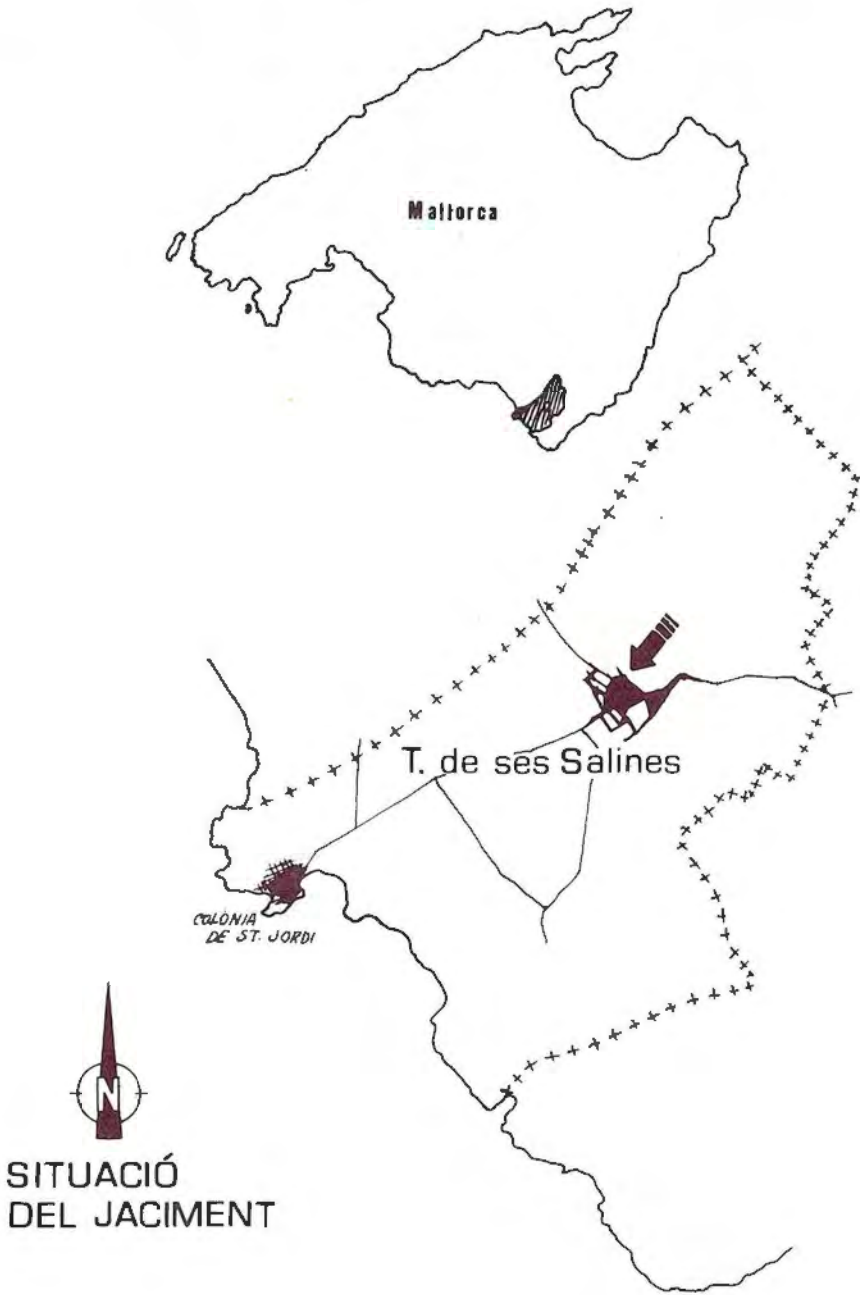 Mallorca
T. de ses Salines
COLÒNIA
DE ST. JORDI
N
SITUACIÓ
DEL JACIMENT